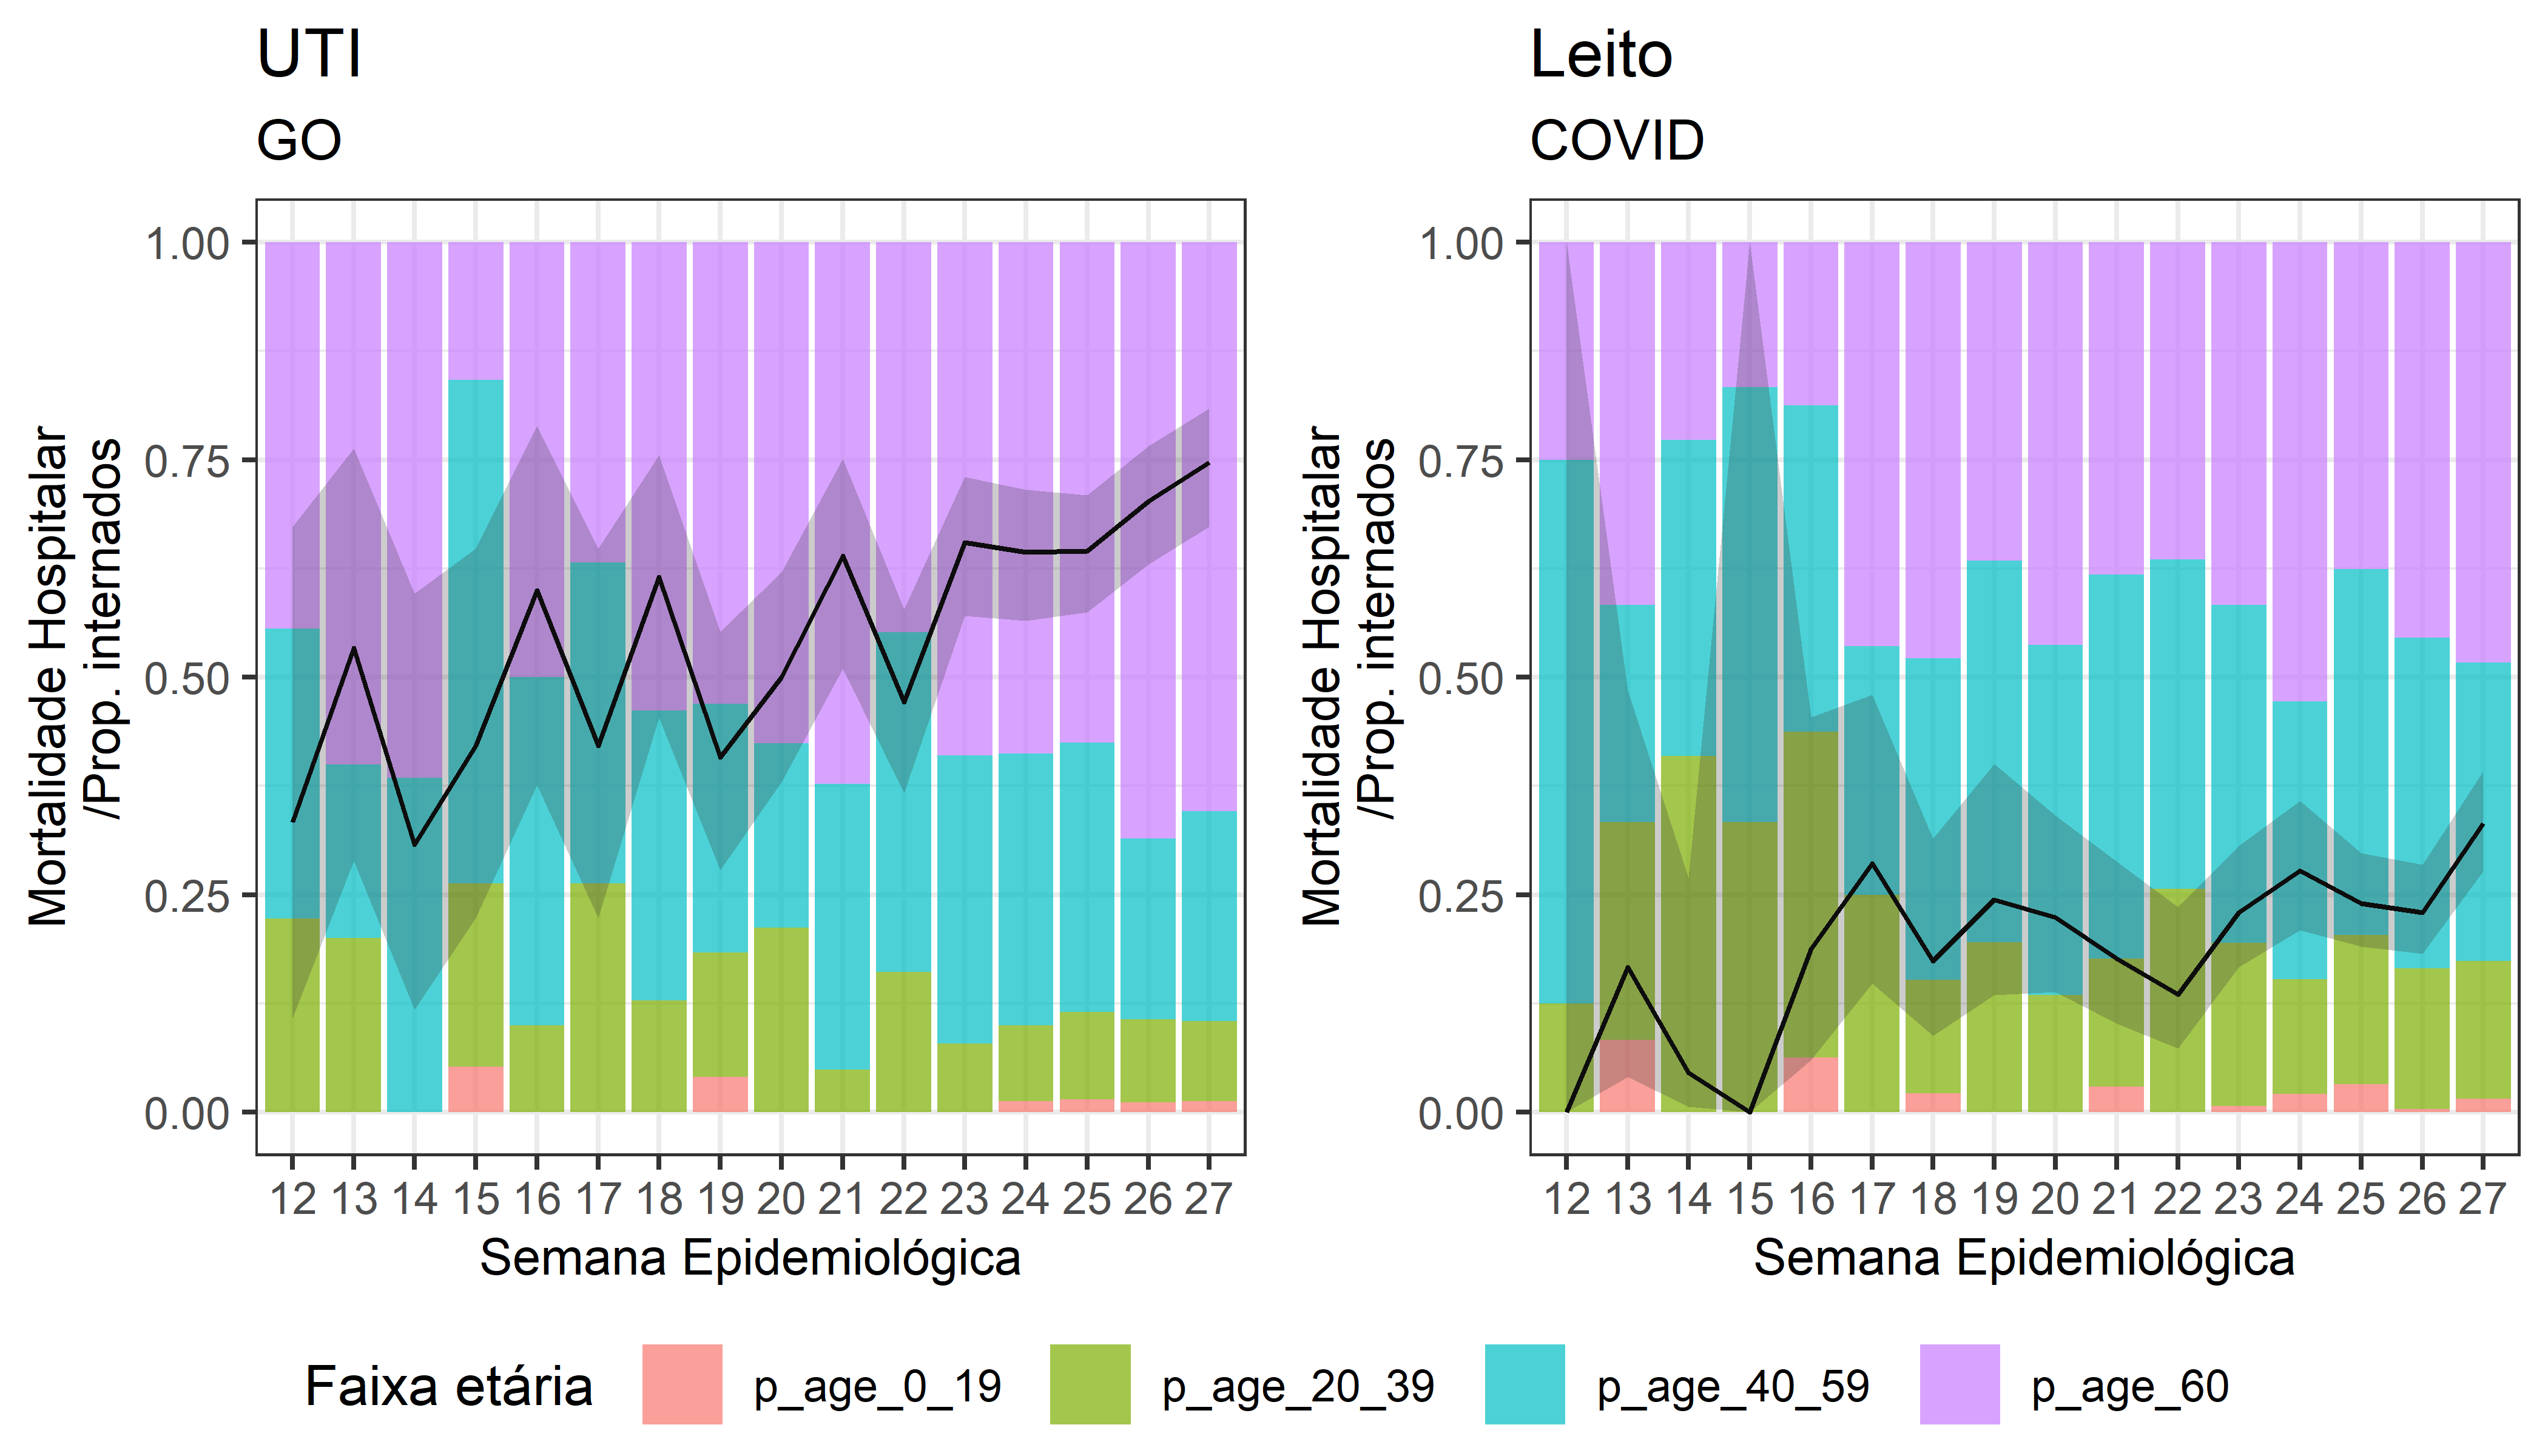 UTI
GO
Mortalidade Hospitalar
/Prop. internados
1.00
0.75
0.50
0.25
0.00
12 13 14 15 16 17 18 19 20 21 22 23 24 25 26 27
Semana Epidemiológica
Leito
COVID
Mortalidade Hospitalar
/Prop. internados
1.00
0.75
0.50
0.25
0.00
12 13 14 15 16 17 18 19 20 21 22 23 24 25 26 27
Semana Epidemiológica
Faixa etária p_age_0_19 p_age_20_39 p_age_40_59 p_age_60